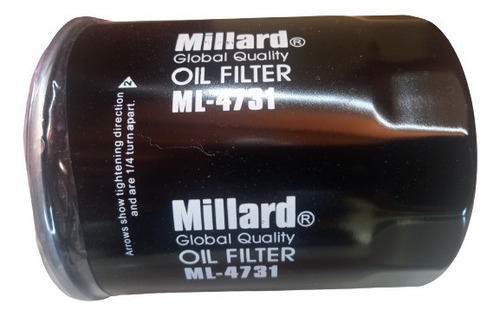 Millard®
Global Quality
OIL FILTER
ML-4731
2
Arrows show tightening direction
and are 1/4 turn apart.
Millard®
Global Quality
OIL FILTER
ML-4731